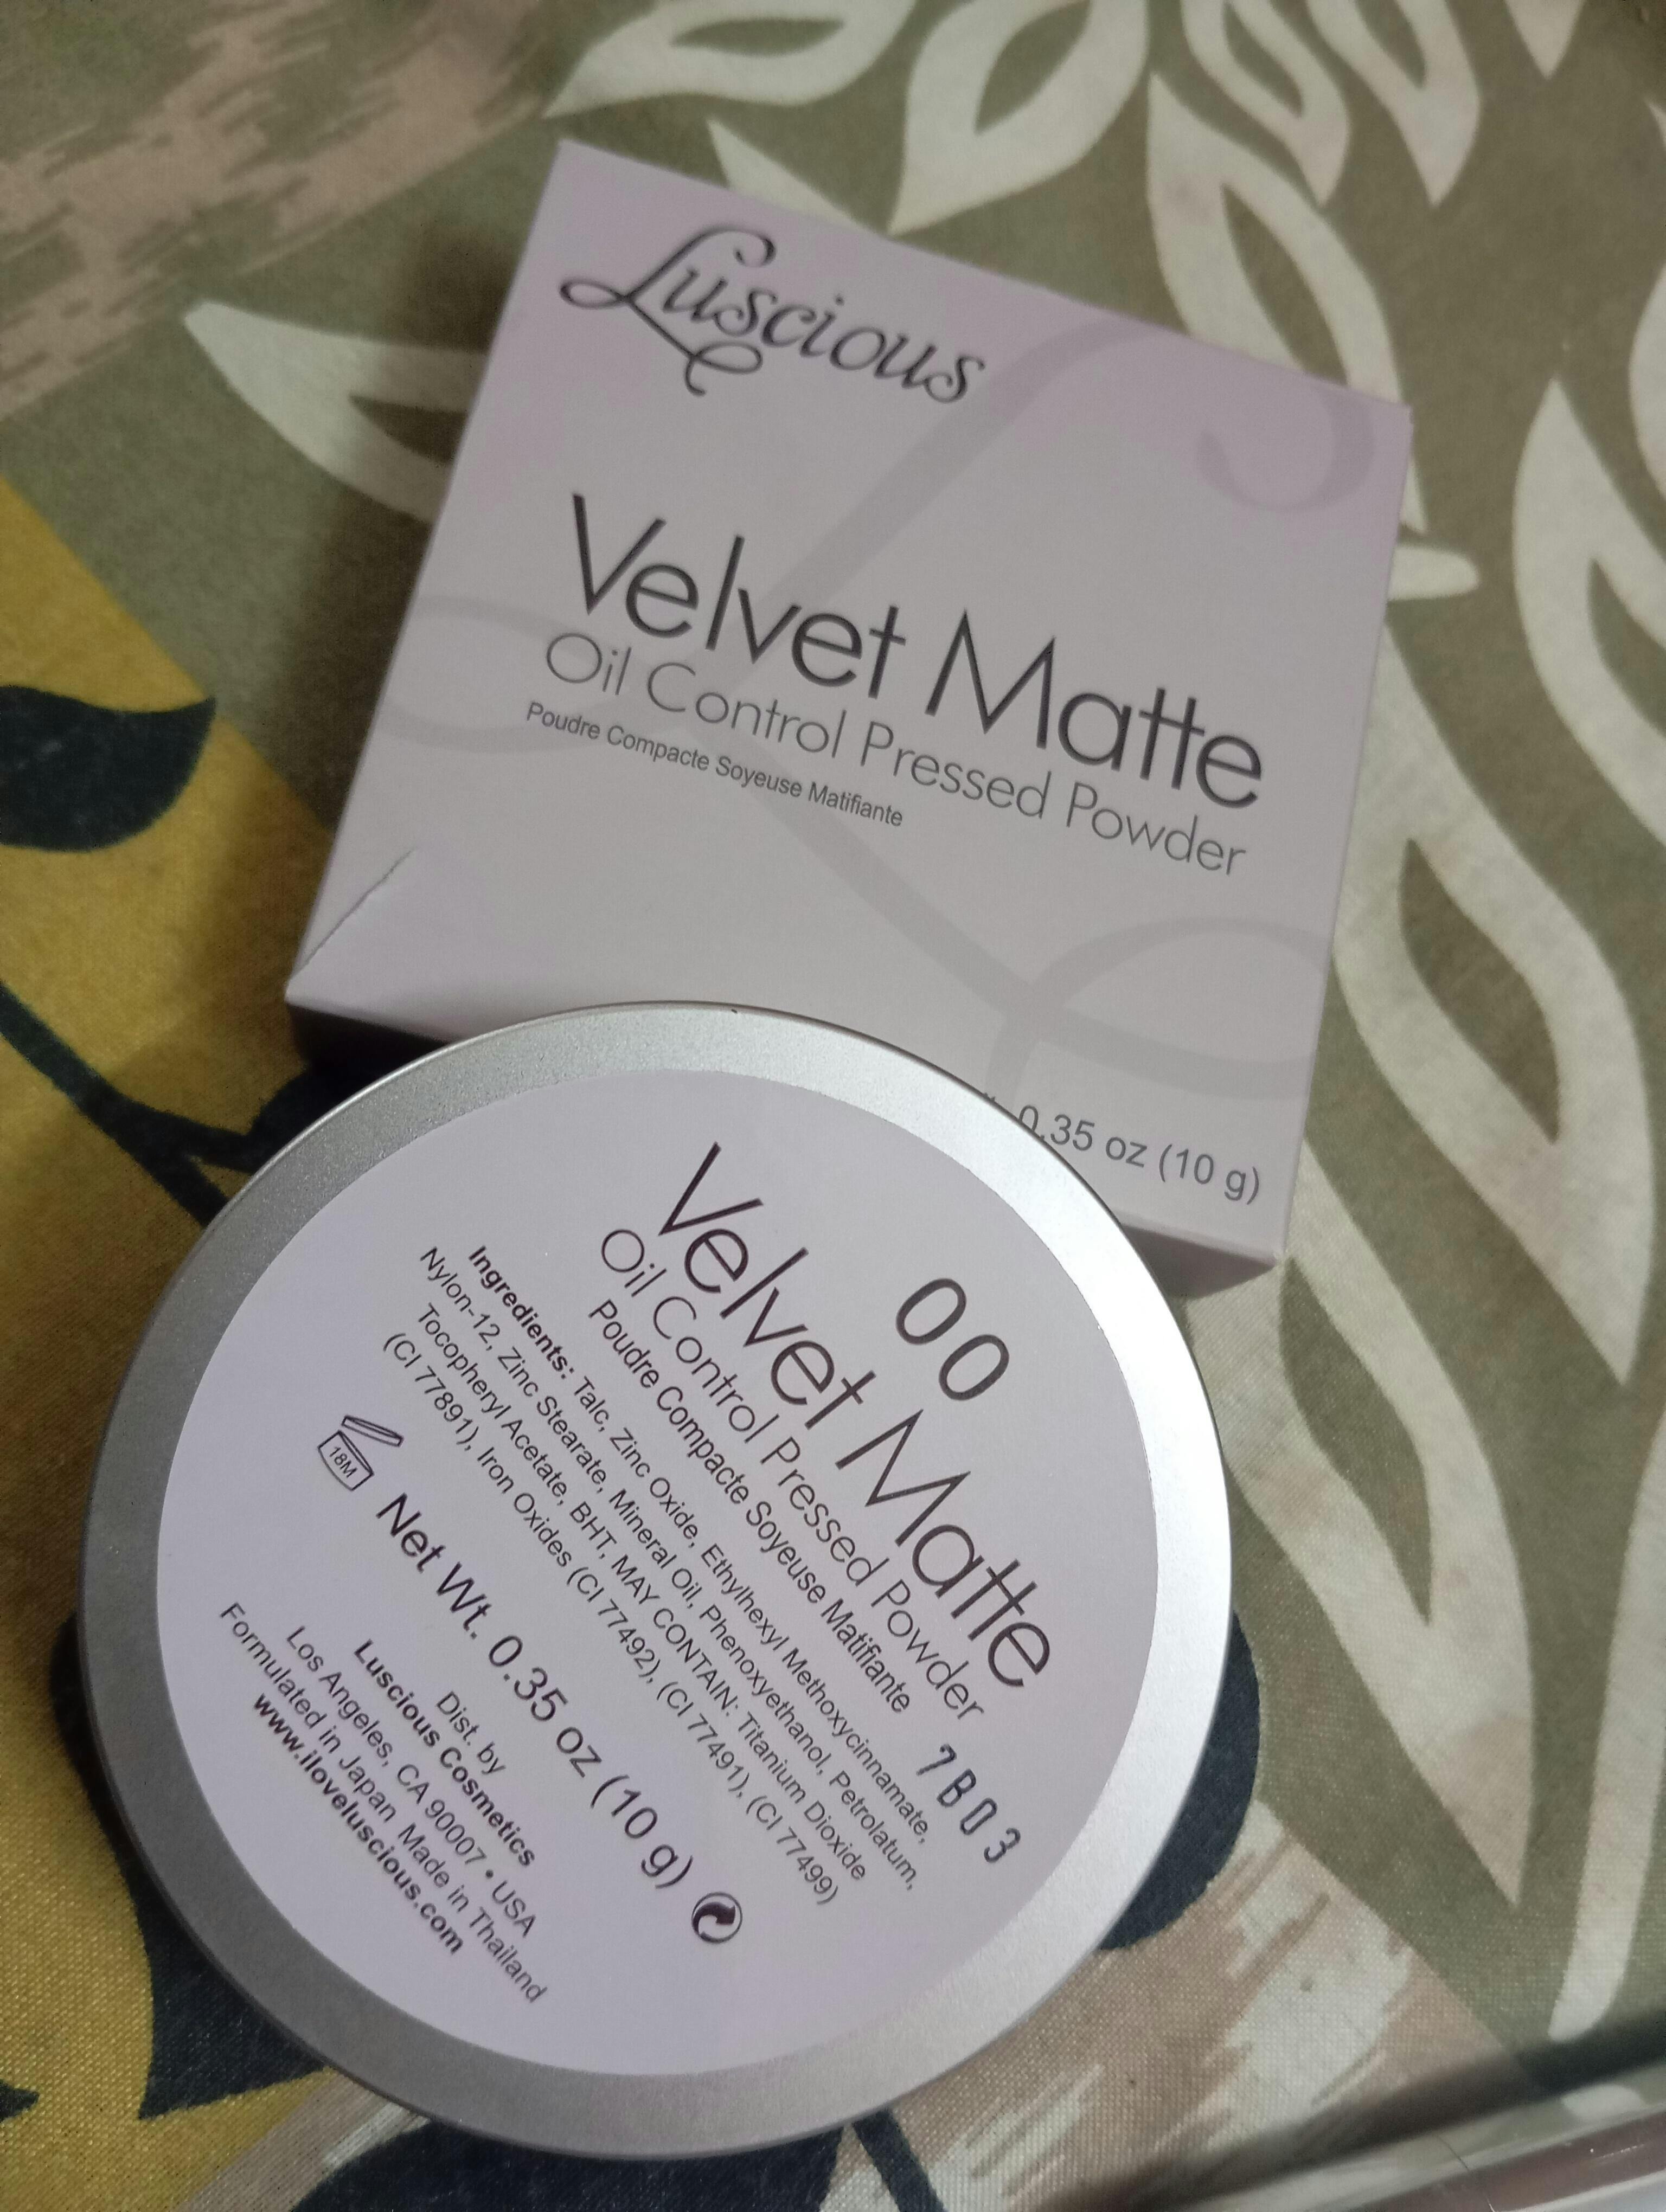 Luscious
Velvet Matte
Oil Control Pressed Powder
Poudre Compacte Soyeuse Matifiante
0.35 oz (10 g)
00
Velvet Matte
Oil Control Pressed Powder
Poudre Compacte Soyeuse Matifiante
7B03
Ingredients: Talc, Zinc Oxide, Ethylhexyl Methoxycinnamate,
Nylon-12, Zinc Stearate, Mineral Oil, Phenoxyethanol, Petrolatum,
Tocopheryl Acetate, BHT, MAY CONTAIN: Titanium Dioxide
(CI 77891), Iron Oxides (CI 77492), (CI 77491), (CI 77499)
18M
Net Wt. 0.35 oz (10 g)
Dist. by
Luscious Cosmetics
Los Angeles, CA 90007 • USA
Formulated in Japan Made in Thailand
www.iloveluscious.com